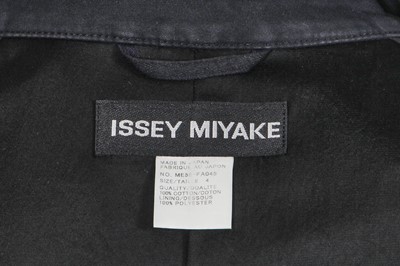 ISSEY MIYAKE
MADE IN JAPAN
FABRIQUE AU JAPON
SIZE/TAILLE 4
QUALITY/QUALITE
100% COTTON/COTON
LINING/DESSOUS
100% POLYESTER